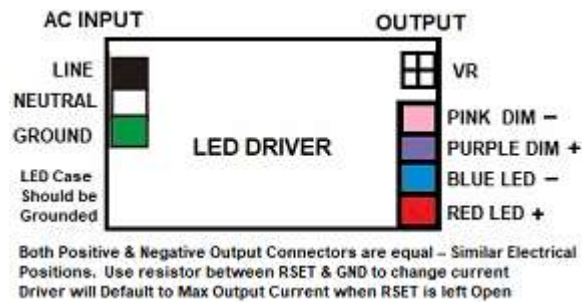 AC INPUT
OUTPUT
LINE
NEUTRAL
GROUND
LED Case
Should be
Grounded
LED DRIVER
VR
PINK DIM –
PURPLE DIM +
BLUE LED –
RED LED +
Both Positive & Negative Output Connectors are equal – Similar Electrical
Positions. Use resistor between RSET & GND to change current
Driver will Default to Max Output Current when RSET is left Open